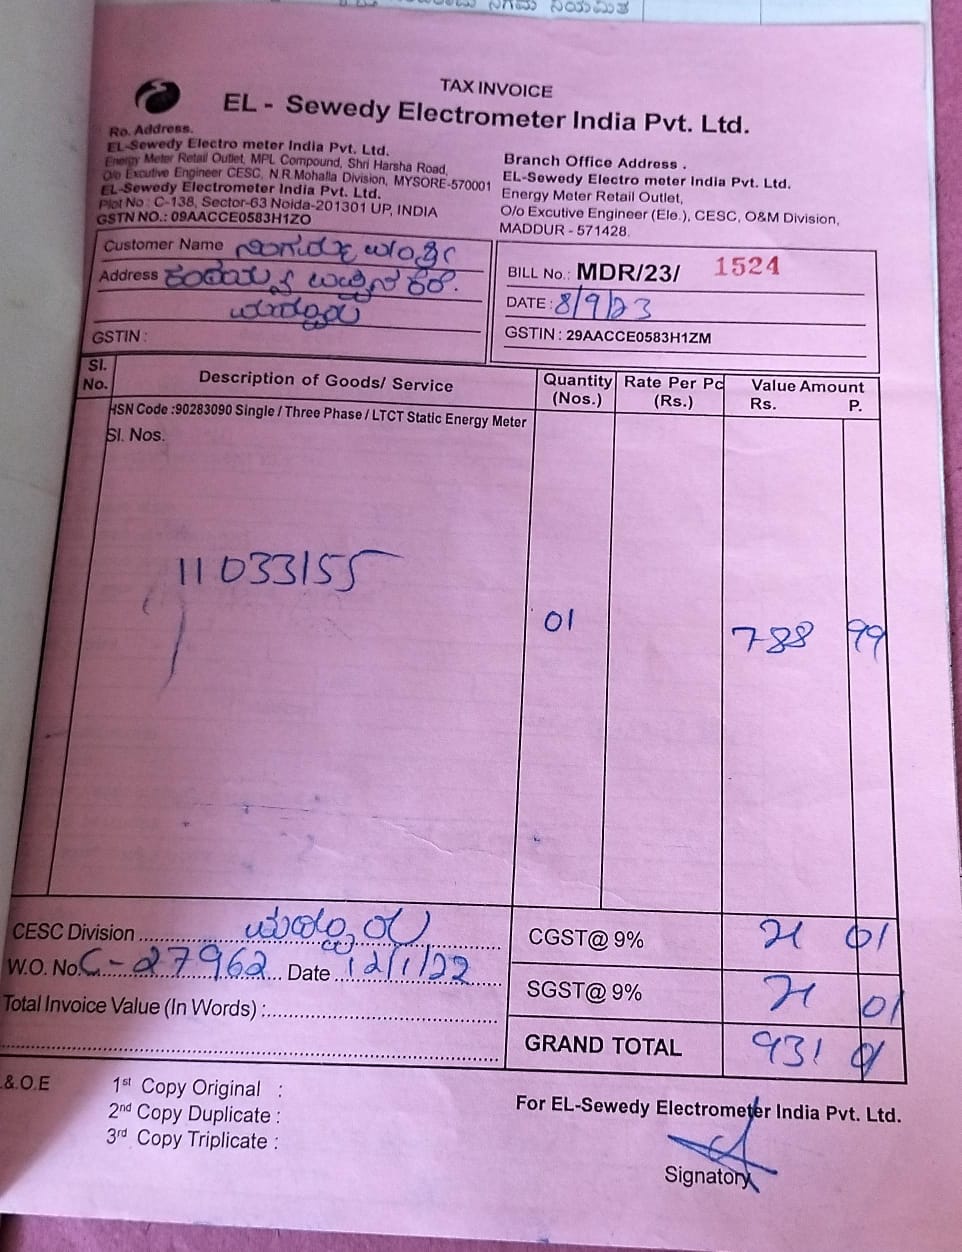 TAX INVOICE
EL - Sewedy Electrometer India Pvt. Ltd.
Ro. Address.
EL-Sewedy Electro meter India Pvt. Ltd.
Energy Meter Retail Outlet, MPL Compound, Shri Harsha Road,
O/o Excutive Engineer CESC, N.R.Mohalla Division, MYSORE-570001
EL-Sewedy Electrometer India Pvt. Ltd.
Plot No : C-138, Sector-63 Noida-201301 UP, INDIA
GSTN NO.: 09AACCE0583H1ZO
Branch Office Address .
EL-Sewedy Electro meter India Pvt. Ltd.
Energy Meter Retail Outlet,
O/o Excutive Engineer (Ele.), CESC, O&M Division,
MADDUR - 571428.
Customer Name
Address
GSTIN :
BILL No.: MDR/23/ 1524
DATE : 8/9/23
GSTIN : 29AACCE0583H1ZM
Sl. No. Description of Goods/ Service Quantity (Nos.) Rate Per Pc (Rs.) Value Amount Rs. P.
HSN Code :90283090 Single / Three Phase / LTCT Static Energy Meter
Sl. Nos.
11033155
01 788 99
CESC Division
W.O. No. C-27962 Date 12/1/22
Total Invoice Value (In Words) :
CGST@ 9% 71 01
SGST@ 9% 71 01
GRAND TOTAL 931 01
&.O.E
1st Copy Original :
2nd Copy Duplicate :
3rd Copy Triplicate :
For EL-Sewedy Electrometer India Pvt. Ltd.
Signatory